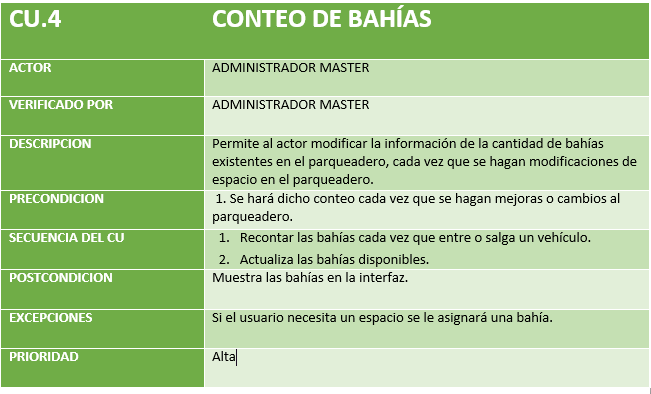 CU.4 CONTEO DE BAHÍAS
ACTOR ADMINISTRADOR MASTER
VERIFICADO POR ADMINISTRADOR MASTER
DESCRIPCION Permite al actor modificar la información de la cantidad de bahías
existentes en el parqueadero, cada vez que se hagan modificaciones de
espacio en el parqueadero.
PRECONDICION 1. Se hará dicho conteo cada vez que se hagan mejoras o cambios al
parqueadero.
SECUENCIA DEL CU 1. Recontar las bahías cada vez que entre o salga un vehículo.
2. Actualiza las bahías disponibles.
POSTCONDICION Muestra las bahías en la interfaz.
EXCEPCIONES Si el usuario necesita un espacio se le asignará una bahía.
PRIORIDAD Alta